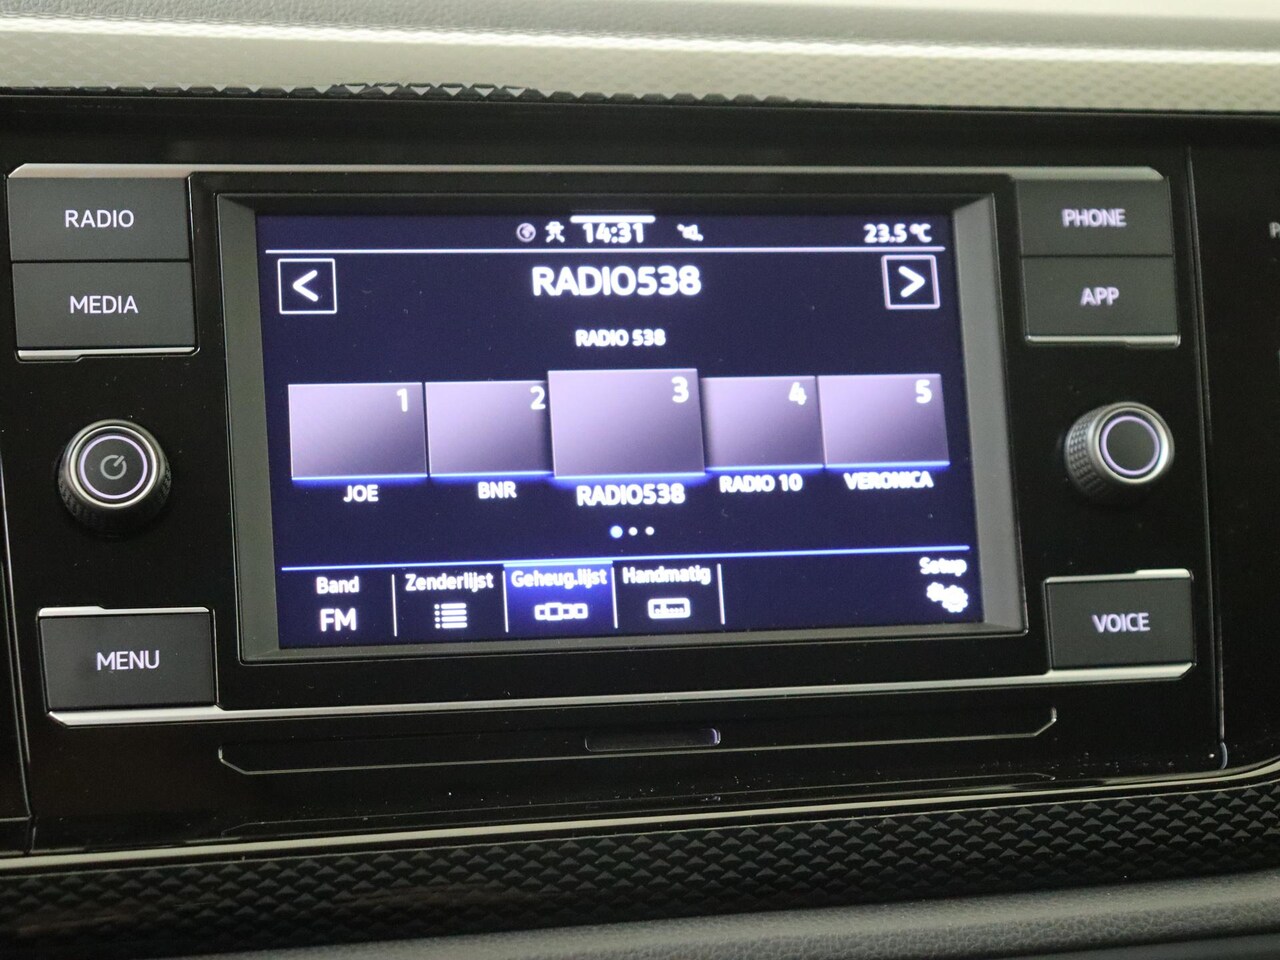 RADIO
MEDIA
MENU
14:31
23.5 °C
<
RADIO538
>
RADIO 538
1
2
3
4
5
JOE
BNR
RADIO538
RADIO 10
VERONICA
Band
FM
Zenderlijst
Geheug.lijst
Handmatig
Setup
PHONE
APP
VOICE